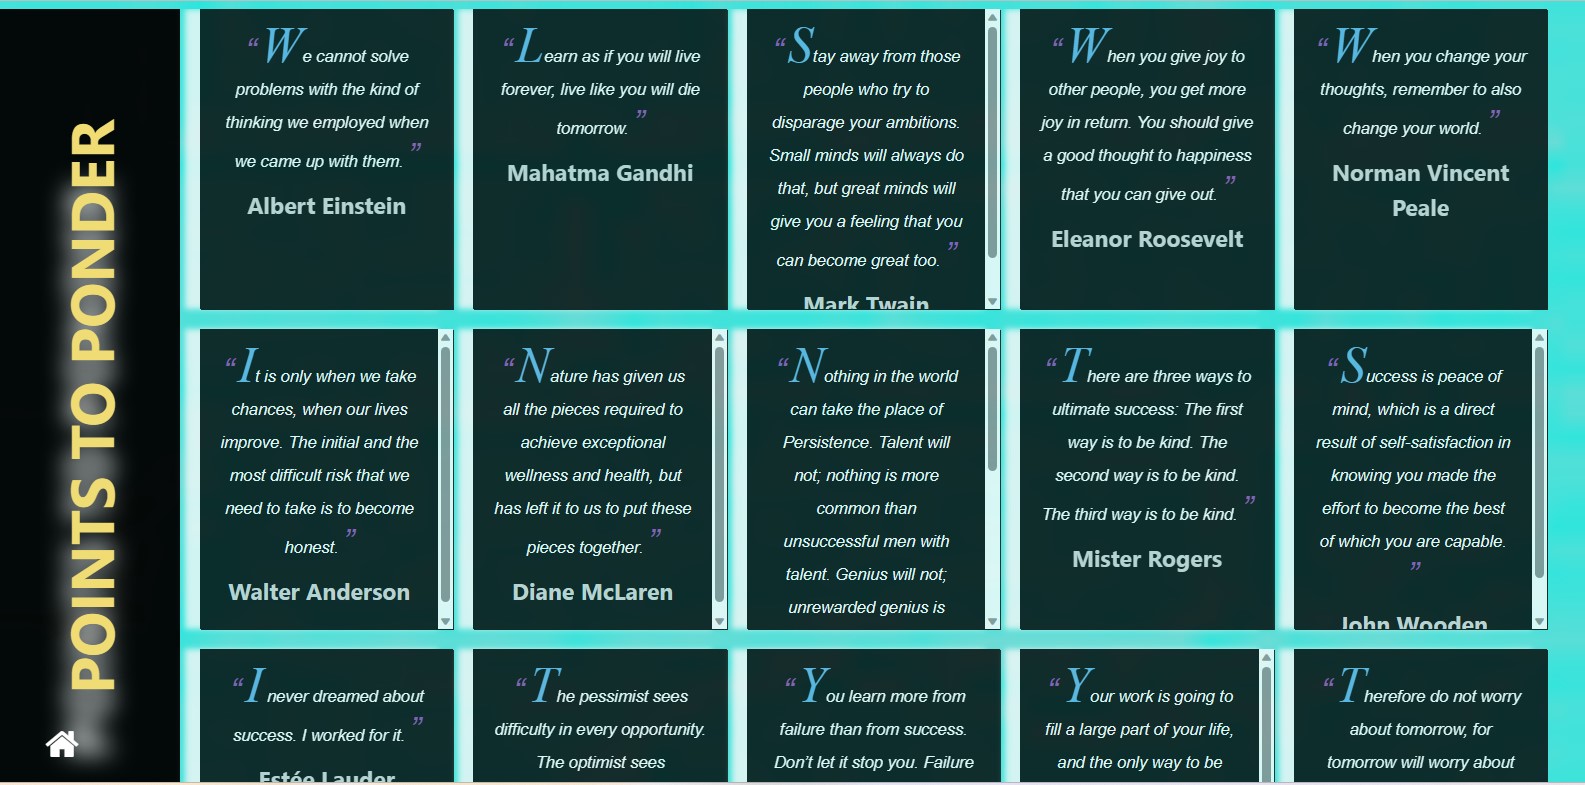 POINTS TO PONDER
“We cannot solve
problems with the kind of
thinking we employed when
we came up with them. ”
Albert Einstein
“Learn as if you will live
forever, live like you will die
tomorrow. ”
Mahatma Gandhi
“Stay away from those
people who try to
disparage your ambitions.
Small minds will always do
that, but great minds will
give you a feeling that you
can become great too. ”
Mark Twain
“When you give joy to
other people, you get more
joy in return. You should give
a good thought to happiness
that you can give out. ”
Eleanor Roosevelt
“When you change your
thoughts, remember to also
change your world. ”
Norman Vincent
Peale
“It is only when we take
chances, when our lives
improve. The initial and the
most difficult risk that we
need to take is to become
honest. ”
Walter Anderson
“Nature has given us
all the pieces required to
achieve exceptional
wellness and health, but
has left it to us to put these
pieces together. ”
Diane McLaren
“Nothing in the world
can take the place of
Persistence. Talent will
not; nothing is more
common than
unsuccessful men with
talent. Genius will not;
unrewarded genius is
“There are three ways to
ultimate success: The first
way is to be kind. The
second way is to be kind.
The third way is to be kind. ”
Mister Rogers
“Success is peace of
mind, which is a direct
result of self-satisfaction in
knowing you made the
effort to become the best
of which you are capable.
”
John Wooden
“I never dreamed about
success. I worked for it. ”
Estée Lauder
“The pessimist sees
difficulty in every opportunity.
The optimist sees
“You learn more from
failure than from success.
Don’t let it stop you. Failure
“Your work is going to
fill a large part of your life,
and the only way to be
“Therefore do not worry
about tomorrow, for
tomorrow will worry about